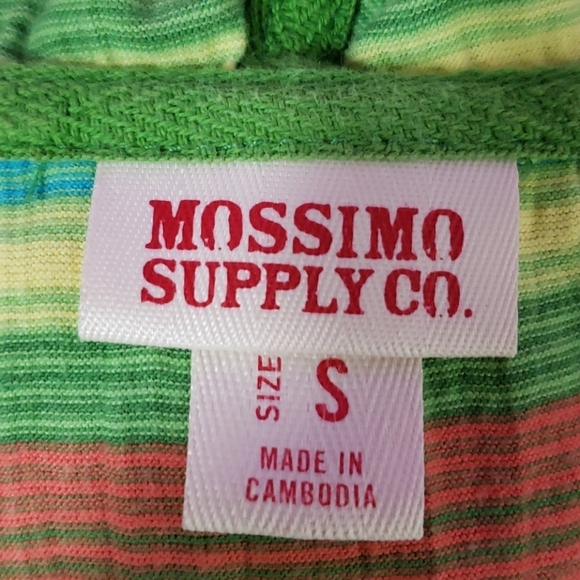 MOSSIMO
SUPPLY CO.
SIZE S
MADE IN
CAMBODIA